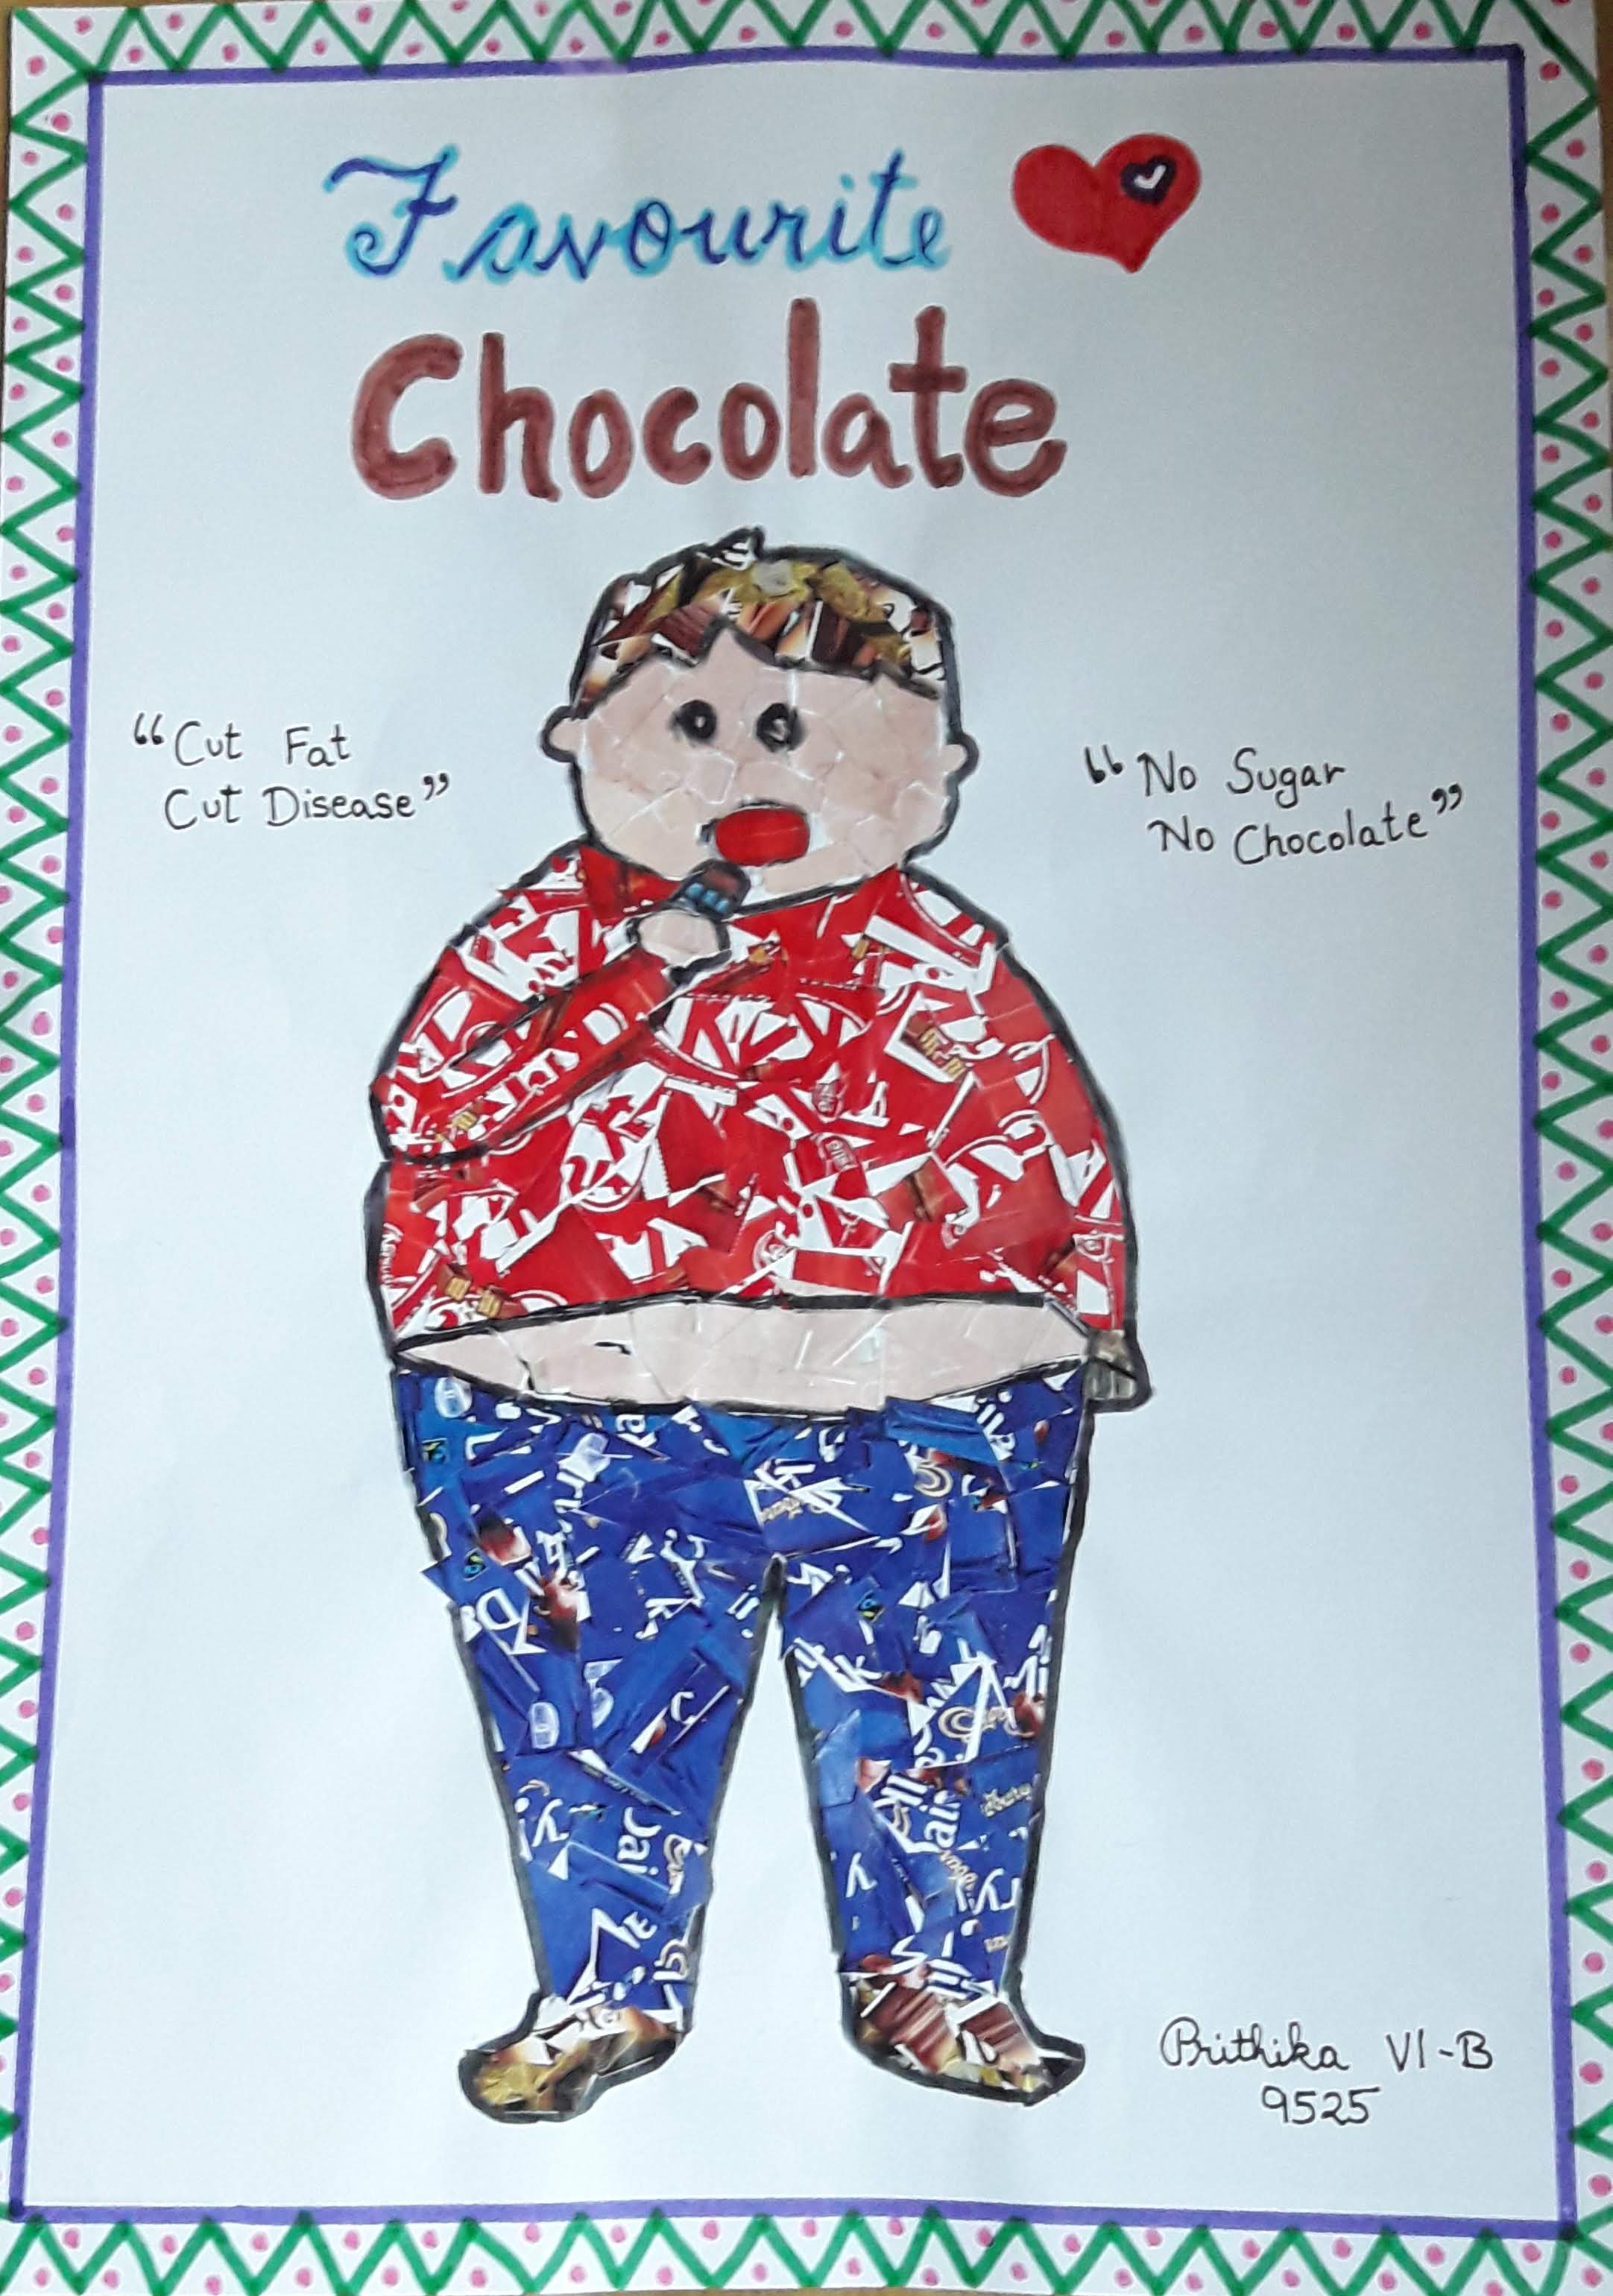 Favourite
Chocolate
“Cut Fat
Cut Disease”
“No Sugar
No Chocolate”
Prithika VI-B
9525